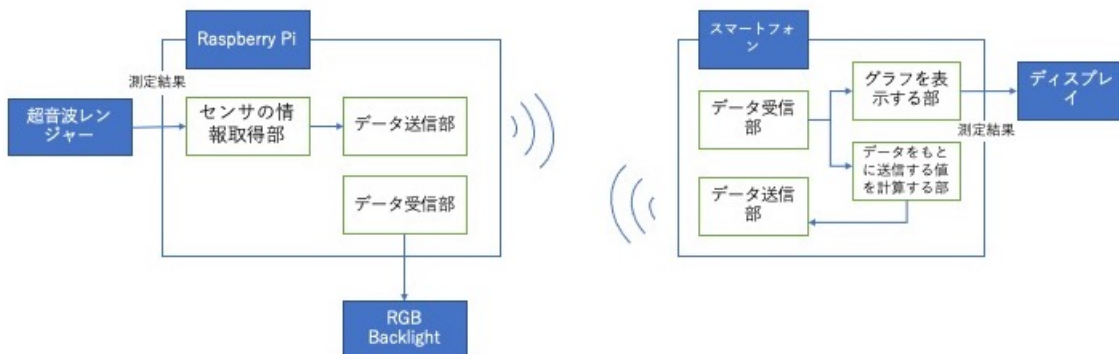 Raspberry Pi
測定結果
超音波レン
ジャー
センサの情
報取得部
データ送信部
データ受信部
RGB
Backlight
スマートフォ
ン
データ受信
部
グラフを表
示する部
ディスプレ
イ
測定結果
データをもと
に送信する値
を計算する部
データ送信
部